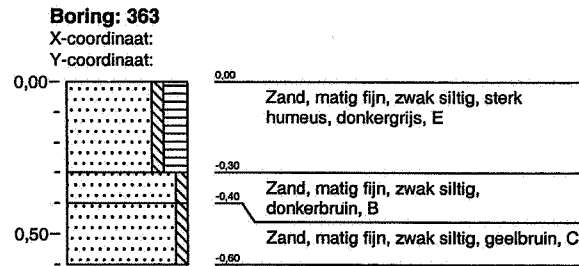 Boring: 363
X-coordinaat:
Y-coordinaat:
0,00
0,00
Zand, matig fijn, zwak siltig, sterk
humeus, donkergrijs, E
-0,30
Zand, matig fijn, zwak siltig,
donkerbruin, B
-0,40
0,50
Zand, matig fijn, zwak siltig, geelbruin, C
-0,60